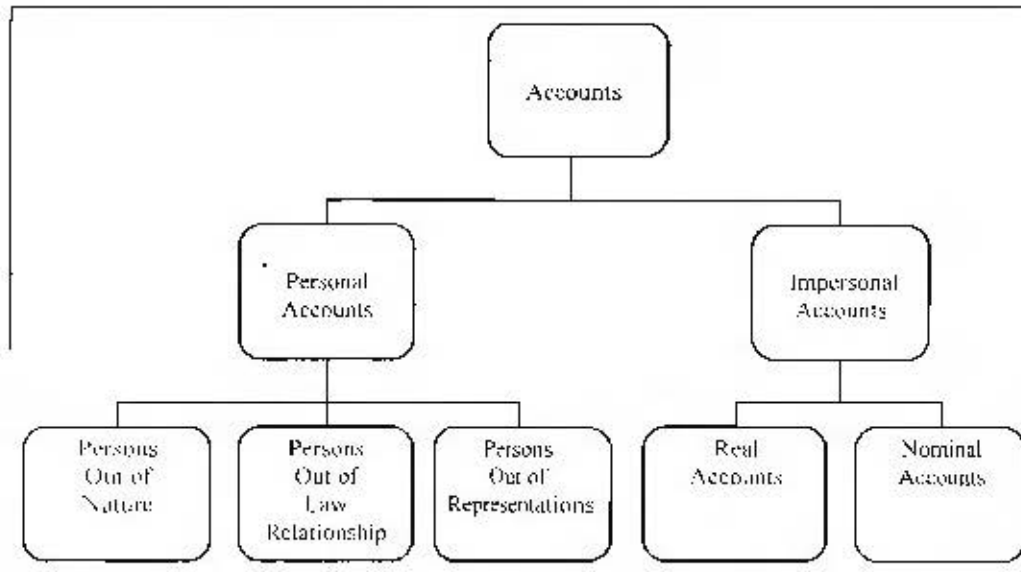 Accounts
Personal
Accounts
Impersonal
Accounts
Persons
Out of
Nature
Persons
Out of
Law
Relationship
Persons
Out of
Representations
Real
Accounts
Nominal
Accounts